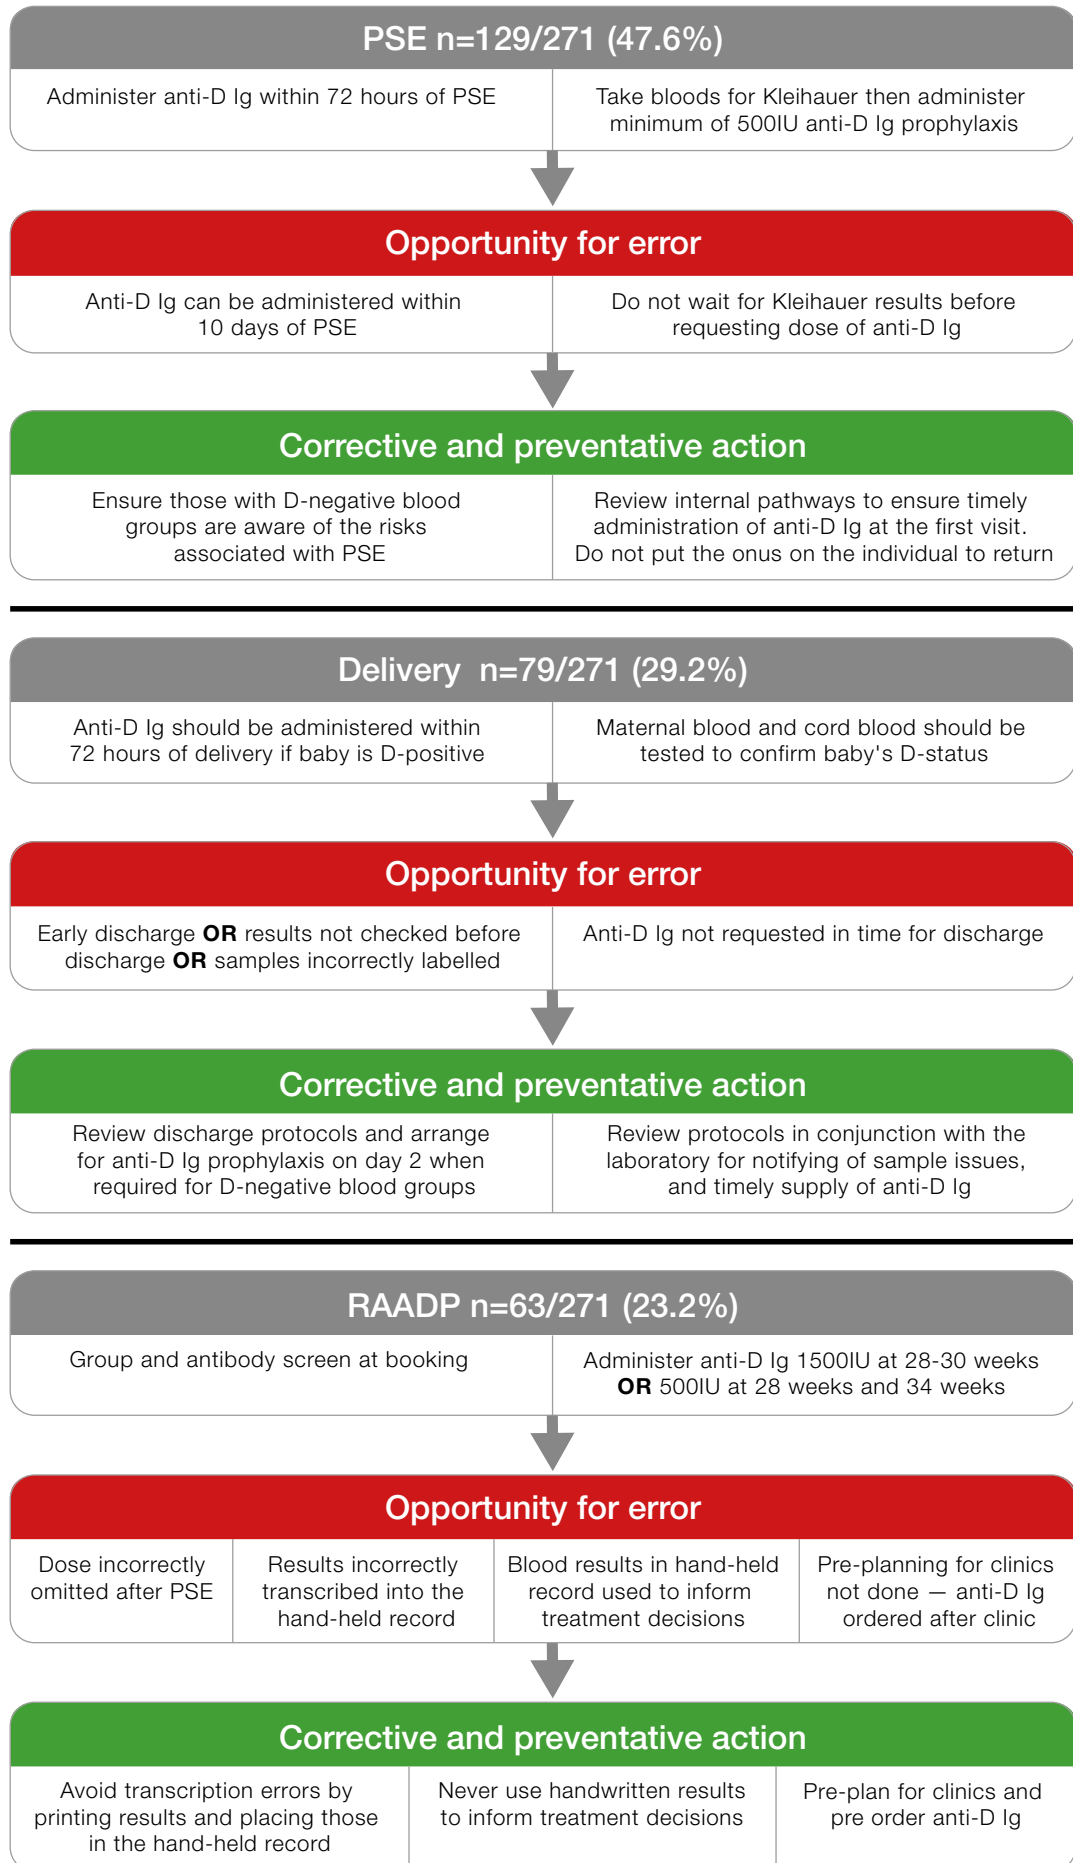 PSE n=129/271 (47.6%)
Administer anti-D Ig within 72 hours of PSE
Take bloods for Kleihauer then administer
minimum of 500IU anti-D Ig prophylaxis
Opportunity for error
Anti-D Ig can be administered within
10 days of PSE
Do not wait for Kleihauer results before
requesting dose of anti-D Ig
Corrective and preventative action
Ensure those with D-negative blood
groups are aware of the risks
associated with PSE
Review internal pathways to ensure timely
administration of anti-D Ig at the first visit.
Do not put the onus on the individual to return
Delivery n=79/271 (29.2%)
Anti-D Ig should be administered within
72 hours of delivery if baby is D-positive
Maternal blood and cord blood should be
tested to confirm baby's D-status
Opportunity for error
Early discharge OR results not checked before
discharge OR samples incorrectly labelled
Anti-D Ig not requested in time for discharge
Corrective and preventative action
Review discharge protocols and arrange
for anti-D Ig prophylaxis on day 2 when
required for D-negative blood groups
Review protocols in conjunction with the
laboratory for notifying of sample issues,
and timely supply of anti-D Ig
RAADP n=63/271 (23.2%)
Group and antibody screen at booking
Administer anti-D Ig 1500IU at 28-30 weeks
OR 500IU at 28 weeks and 34 weeks
Opportunity for error
Dose incorrectly
omitted after PSE
Results incorrectly
transcribed into the
hand-held record
Blood results in hand-held
record used to inform
treatment decisions
Pre-planning for clinics
not done — anti-D Ig
ordered after clinic
Corrective and preventative action
Avoid transcription errors by
printing results and placing those
in the hand-held record
Never use handwritten results
to inform treatment decisions
Pre-plan for clinics and
pre order anti-D Ig